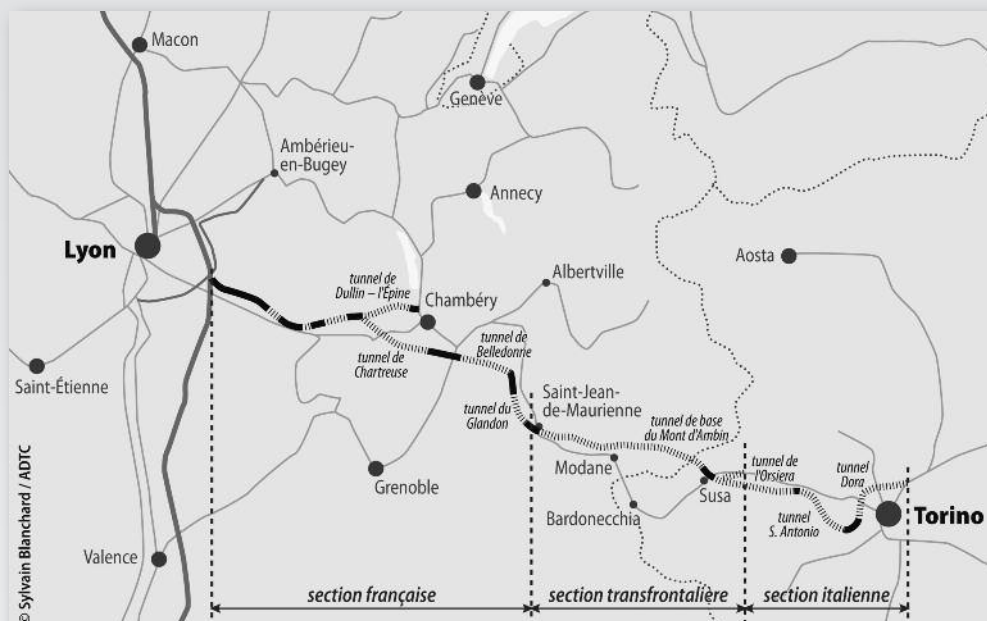 Macon
Genève
Ambérieu-
en-Bugey
Annecy
Lyon
Aosta
Albertville
tunnel de
Dullin – l'Épine
Chambéry
tunnel de
Belledonne
tunnel de
Chartreuse
Saint-Étienne
Saint-Jean-
de-Maurienne
tunnel du
Glandon
tunnel de base
du Mont d'Ambin
Modane
tunnel de
l'Orsiera
tunnel
Dora
Grenoble
Susa
Bardonecchia
tunnel
S. Antonio
Torino
Valence
section française
section transfrontalière
section italienne
© Sylvain Blanchard / ADTC